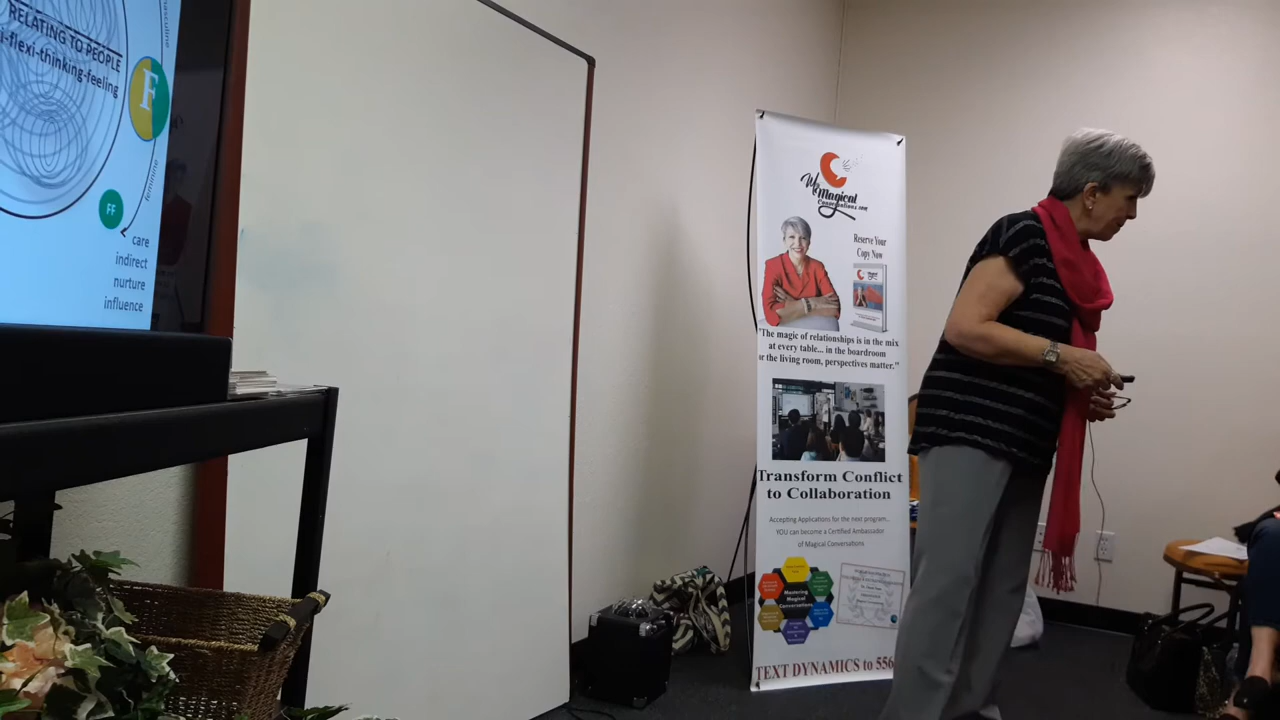 RELATING TO PEOPLE
i-flexi-thinking-feeling
masculine
F
feminine
FF
care
indirect
nurture
influence
Magical
Conversations.com
Reserve Your
Copy Now
"The magic of relationships is in the mix
at every table... in the boardroom
or the living room, perspectives matter."
Transform Conflict
to Collaboration
Accepting Applications for the next program...
YOU can become a Certified Ambassador
of Magical Conversations
Mastering
Magical
Conversations
TEXT DYNAMICS to 556